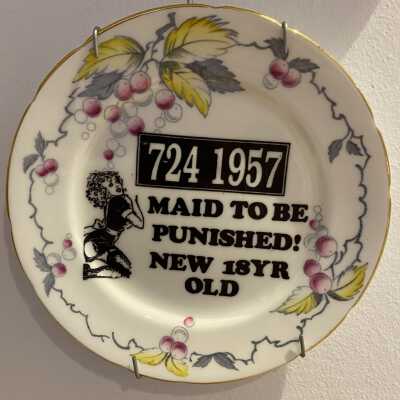 724 1957
MAID TO BE
PUNISHED!
NEW 18YR
OLD